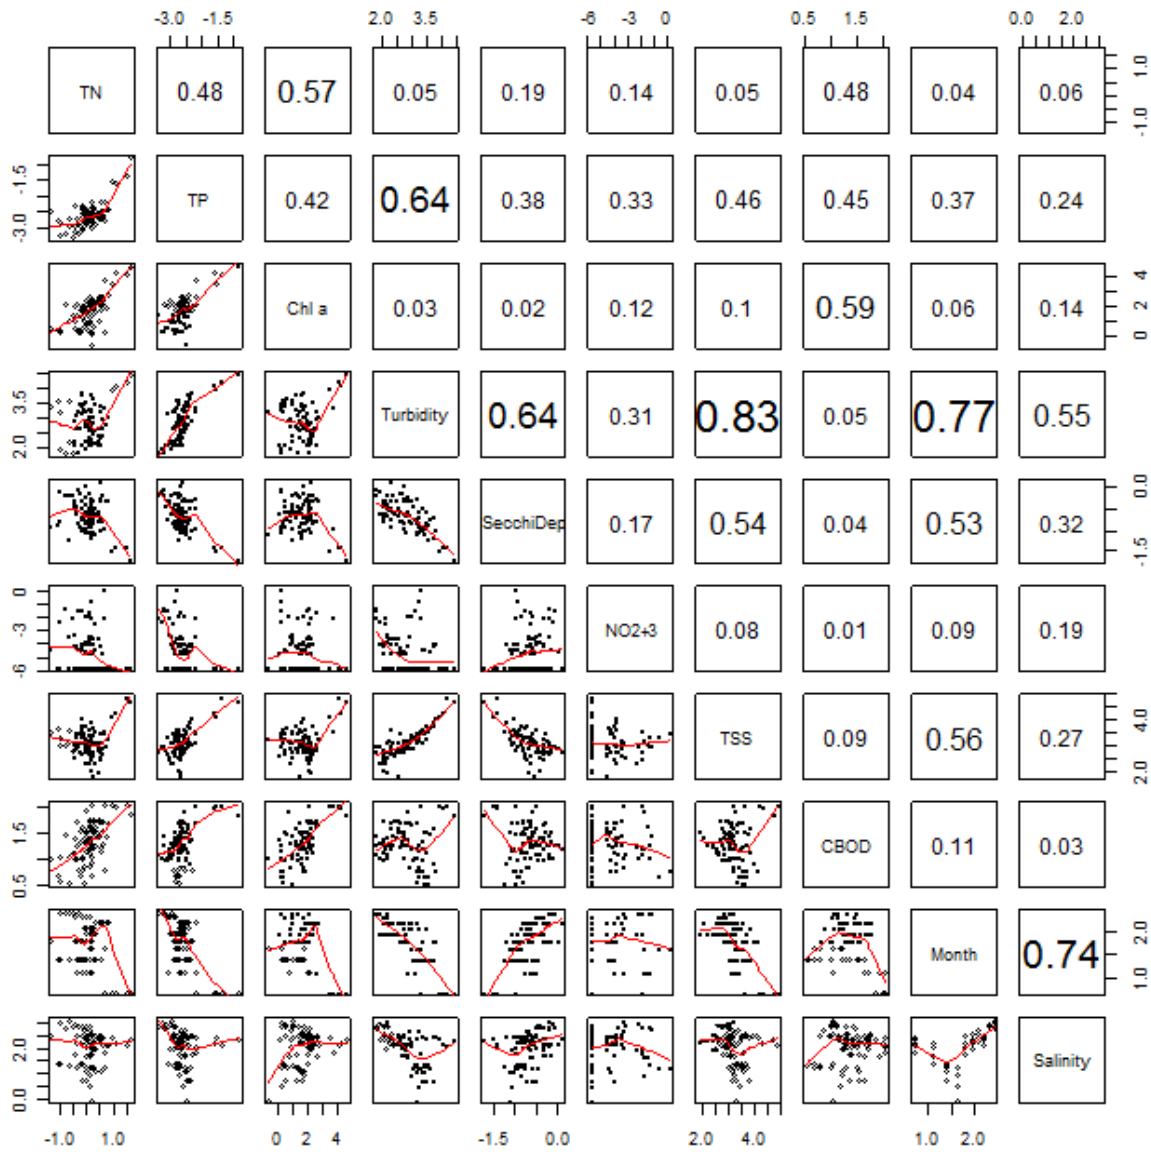 -3.0 -1.5 2.0 3.5 -6 -3 0 0.5 1.5 0.0 2.0
TN 0.48 0.57 0.05 0.19 0.14 0.05 0.48 0.04 0.06 -1.0 1.0
-3.0 -1.5 TP 0.42 0.64 0.38 0.33 0.46 0.45 0.37 0.24
Chl a 0.03 0.02 0.12 0.1 0.59 0.06 0.14 0 2 4
2.0 3.5 Turbidity 0.64 0.31 0.83 0.05 0.77 0.55
SecchiDep 0.17 0.54 0.04 0.53 0.32 -1.5 0.0
-6 -3 0 NO2+3 0.08 0.01 0.09 0.19
TSS 0.09 0.56 0.27 2.0 4.0
0.5 1.5 CBOD 0.11 0.03
Month 0.74 1.0 2.0
0.0 2.0 Salinity
-1.0 1.0 0 2 4 -1.5 0.0 2.0 4.0 1.0 2.0